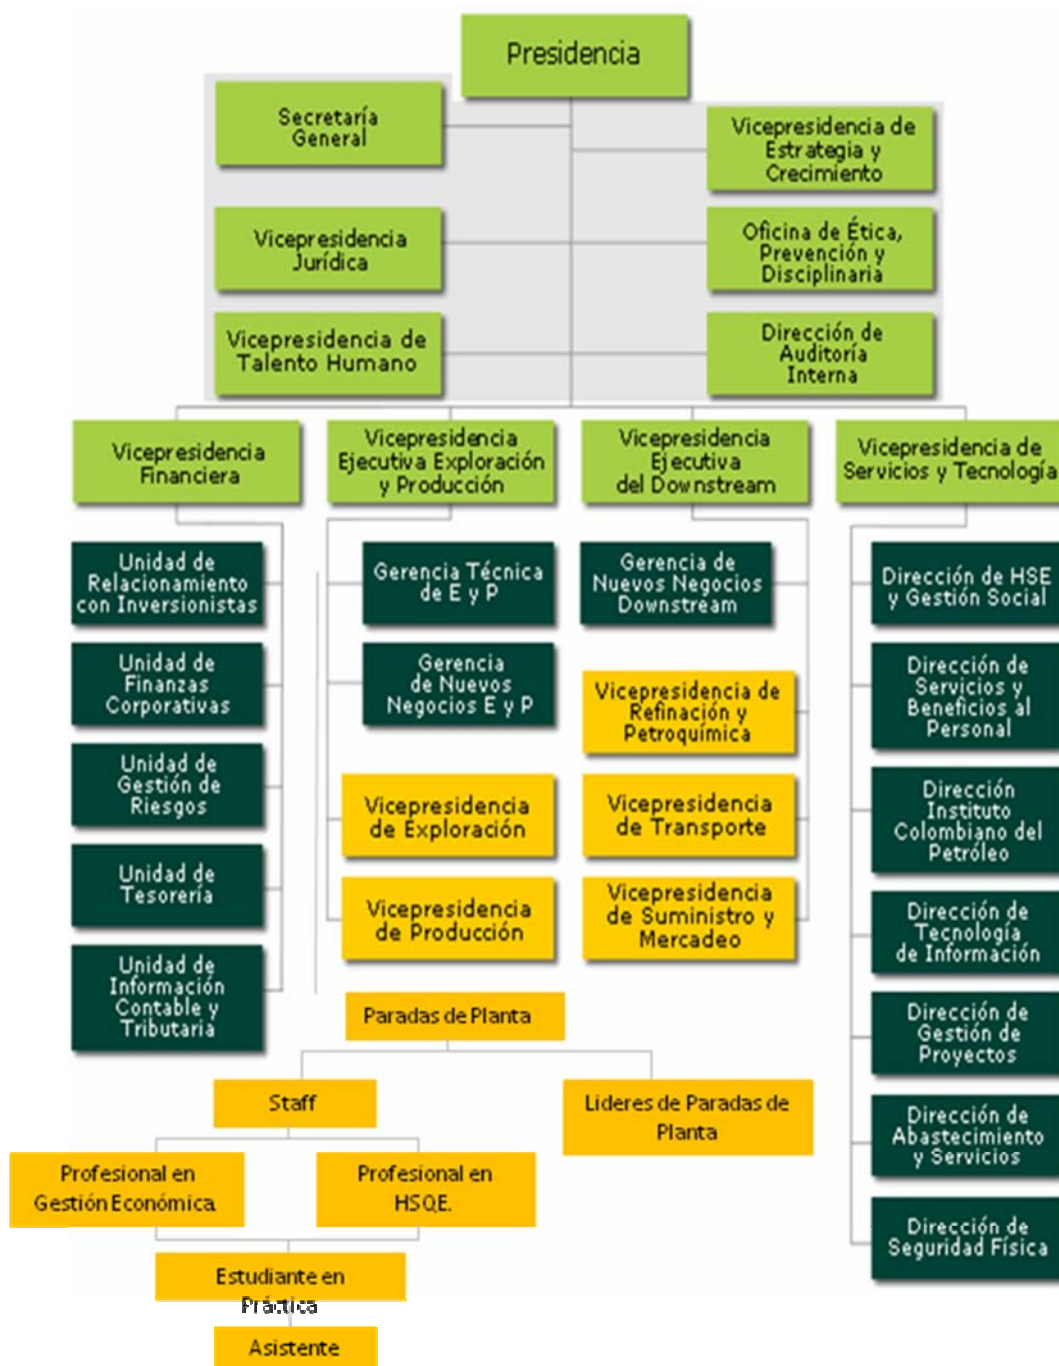 Presidencia
Secretaría
General
Vicepresidencia de
Estrategia y
Crecimiento
Vicepresidencia
Jurídica
Oficina de Ética,
Prevención y
Disciplinaria
Vicepresidencia de
Talento Humano
Dirección de
Auditoría
Interna
Vicepresidencia
Financiera
Vicepresidencia
Ejecutiva Exploración
y Producción
Vicepresidencia
Ejecutiva
del Downstream
Vicepresidencia de
Servicios y Tecnología
Unidad de
Relacionamiento
con Inversionistas
Unidad de
Finanzas
Corporativas
Unidad de
Gestión de
Riesgos
Unidad de
Tesorería
Unidad de
Información
Contable y
Tributaria
Gerencia Técnica
de E y P
Gerencia
de Nuevos
Negocios E y P
Vicepresidencia
de Exploración
Vicepresidencia
de Producción
Gerencia de
Nuevos Negocios
Downstream
Vicepresidencia de
Refinación y
Petroquímica
Vicepresidencia
de Transporte
Vicepresidencia
de Suministro y
Mercadeo
Dirección de HSE
y Gestión Social
Dirección de
Servicios y
Beneficios al
Personal
Dirección
Instituto
Colombiano del
Petróleo
Dirección de
Tecnología
de Información
Dirección de
Gestión de
Proyectos
Dirección de
Abastecimiento
y Servicios
Dirección de
Seguridad Física
Paradas de Planta
Staff
Lideres de Paradas de
Planta
Profesional en
Gestión Económica.
Profesional en
HSQE.
Estudiante en
Práctica
Asistente